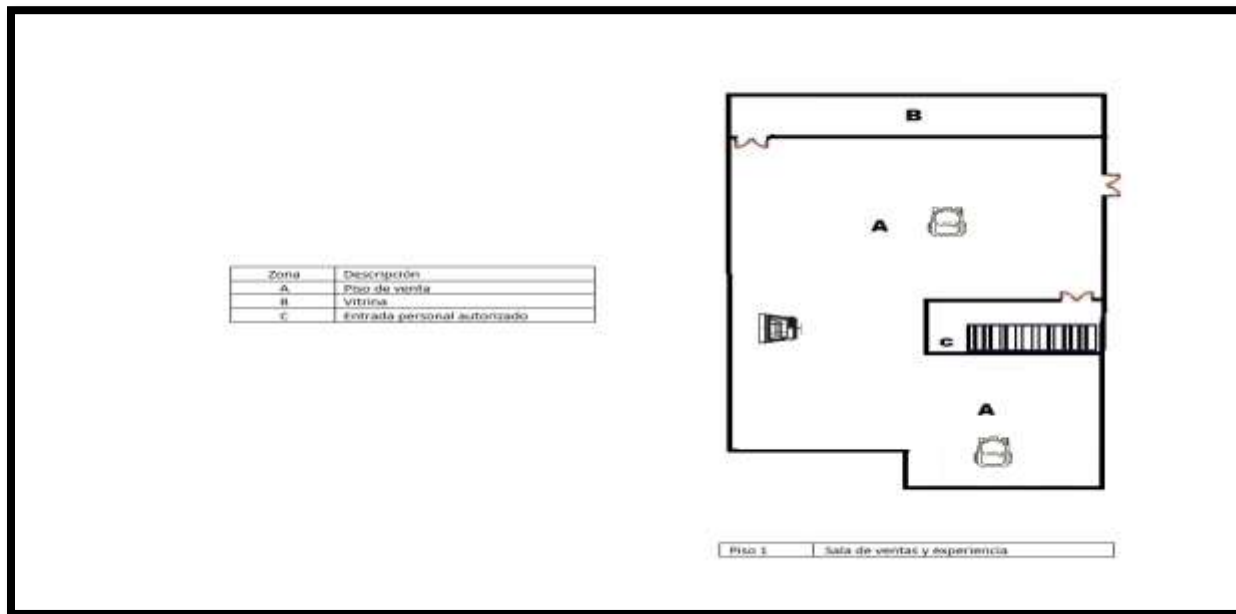 Zona Descripción
A Piso de venta
B Vitrina
C Entrada personal autorizado
B
A
C
A
Piso 1 Sala de ventas y experiencia